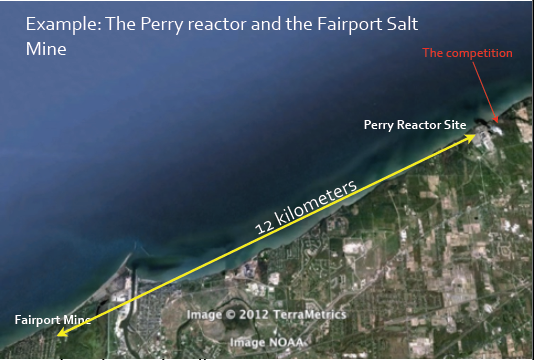 Example: The Perry reactor and the Fairport Salt
Mine
The competition
Perry Reactor Site
12 kilometers
Fairport Mine
Image © 2012 TerraMetrics
Image NOAA